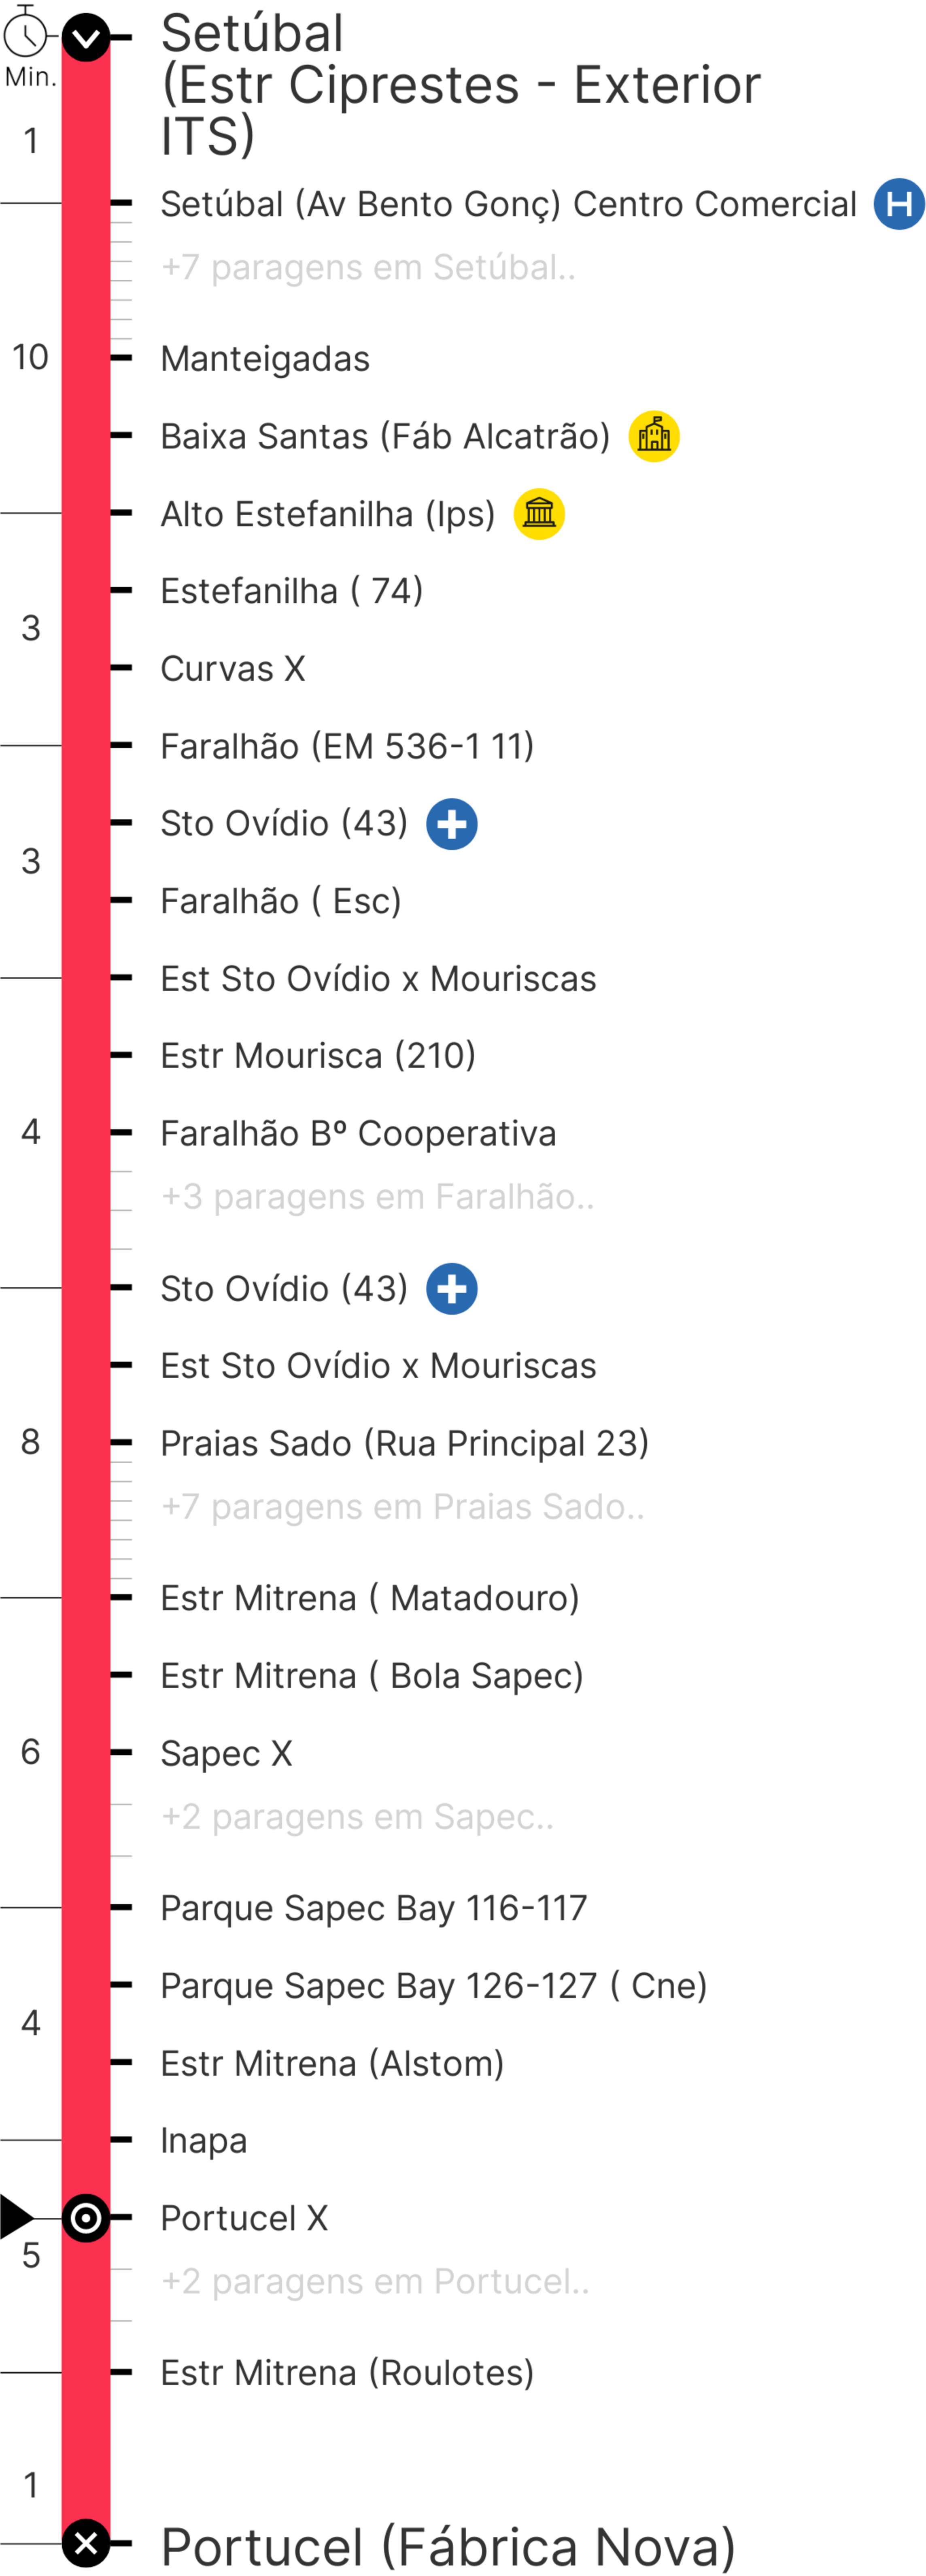 Setúbal
(Estr Ciprestes - Exterior
ITS)
Min.
1
Setúbal (Av Bento Gonç) Centro Comercial H
+7 paragens em Setúbal..
10
Manteigadas
Baixa Santas (Fáb Alcatrão)
Alto Estefanilha (Ips)
Estefanilha ( 74)
3
Curvas X
Faralhão (EM 536-1 11)
Sto Ovídio (43)
3
Faralhão ( Esc)
Est Sto Ovídio x Mouriscas
Estr Mourisca (210)
4
Faralhão Bº Cooperativa
+3 paragens em Faralhão..
Sto Ovídio (43)
Est Sto Ovídio x Mouriscas
8
Praias Sado (Rua Principal 23)
+7 paragens em Praias Sado..
Estr Mitrena ( Matadouro)
Estr Mitrena ( Bola Sapec)
6
Sapec X
+2 paragens em Sapec..
Parque Sapec Bay 116-117
Parque Sapec Bay 126-127 ( Cne)
4
Estr Mitrena (Alstom)
Inapa
Portucel X
5
+2 paragens em Portucel..
Estr Mitrena (Roulotes)
1
Portucel (Fábrica Nova)